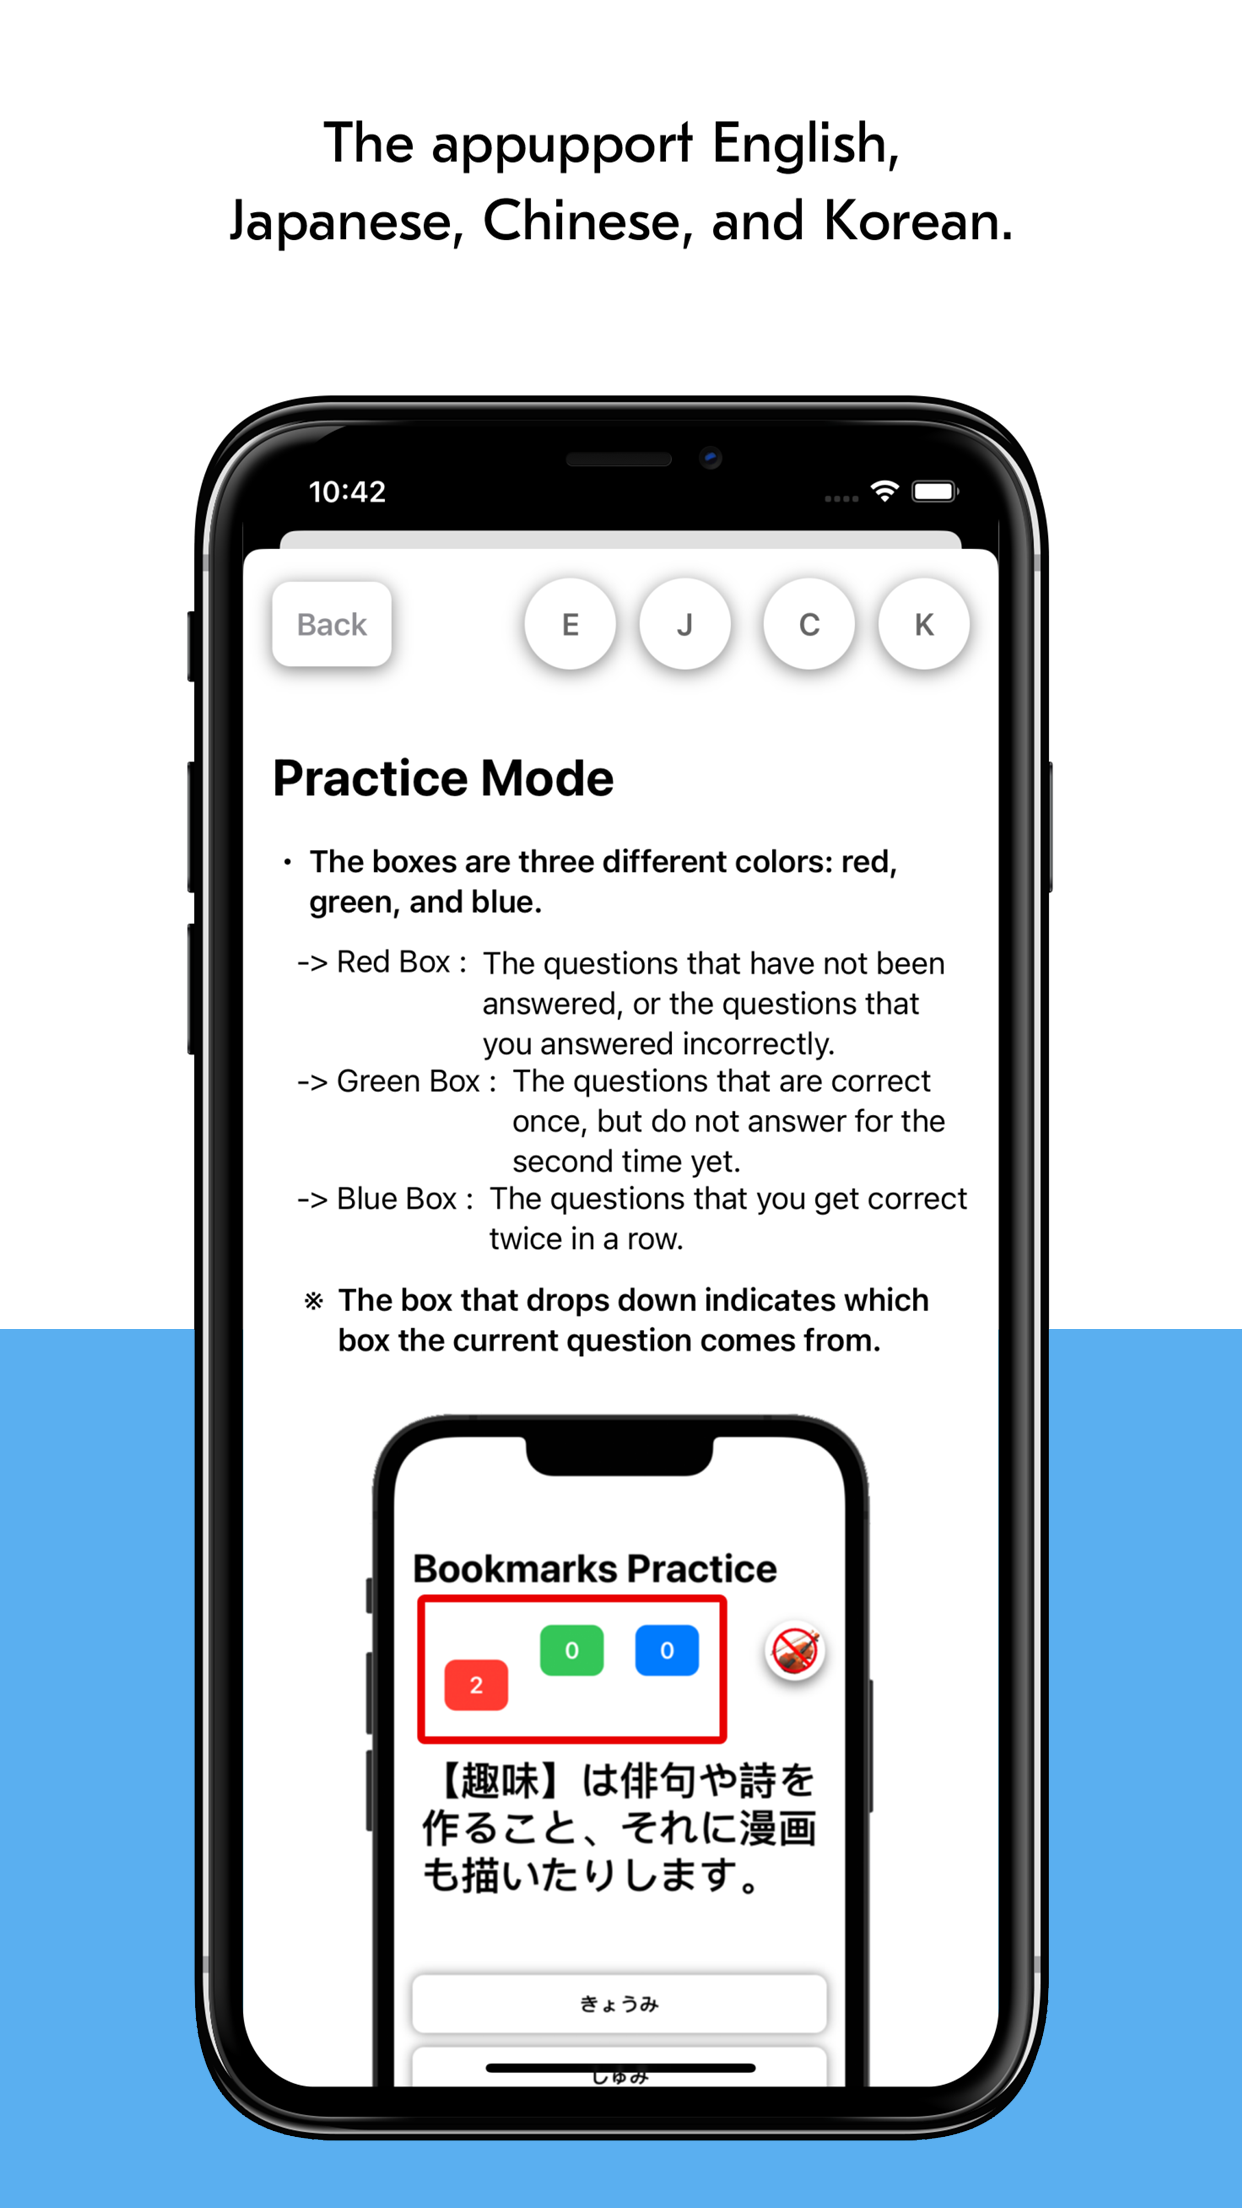 The appupport English,
Japanese, Chinese, and Korean.
10:42
Back E J C K
Practice Mode
・ The boxes are three different colors: red,
green, and blue.
-> Red Box : The questions that have not been
answered, or the questions that
you answered incorrectly.
-> Green Box : The questions that are correct
once, but do not answer for the
second time yet.
-> Blue Box : The questions that you get correct
twice in a row.
※ The box that drops down indicates which
box the current question comes from.
Bookmarks Practice
2 0 0
【趣味】は俳句や詩を
作ること、それに漫画
も描いたりします。
きょうみ
しゅみ